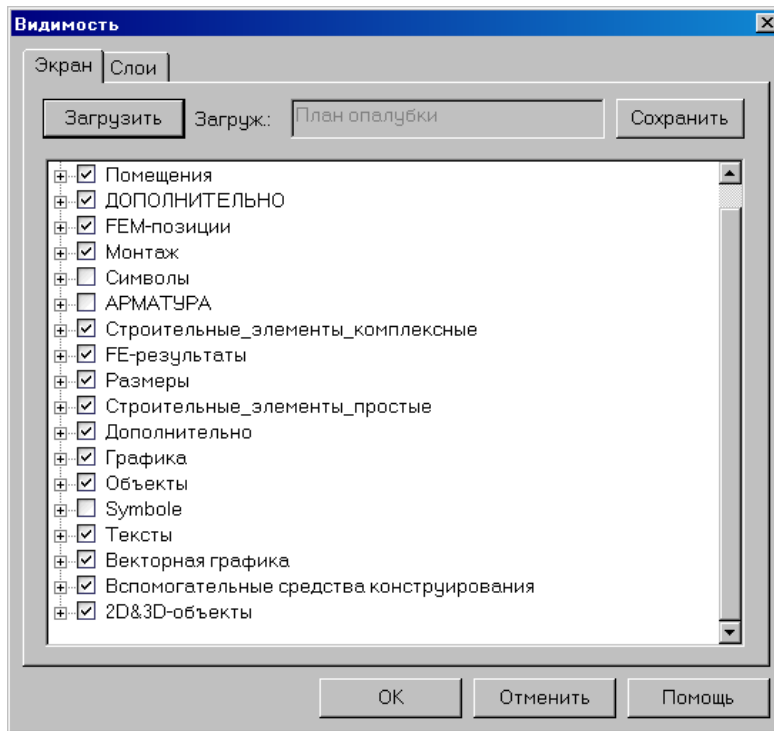 Видимость
Экран Слои
Загрузить Загруж.: План опалубки Сохранить
Помещения
ДОПОЛНИТЕЛЬНО
FEM-позиции
Монтаж
Символы
АРМАТУРА
Строительные_элементы_комплексные
FE-результаты
Размеры
Строительные_элементы_простые
Дополнительно
Графика
Объекты
Symbole
Тексты
Векторная графика
Вспомогательные средства конструирования
2D&3D-объекты
OK Отменить Помощь